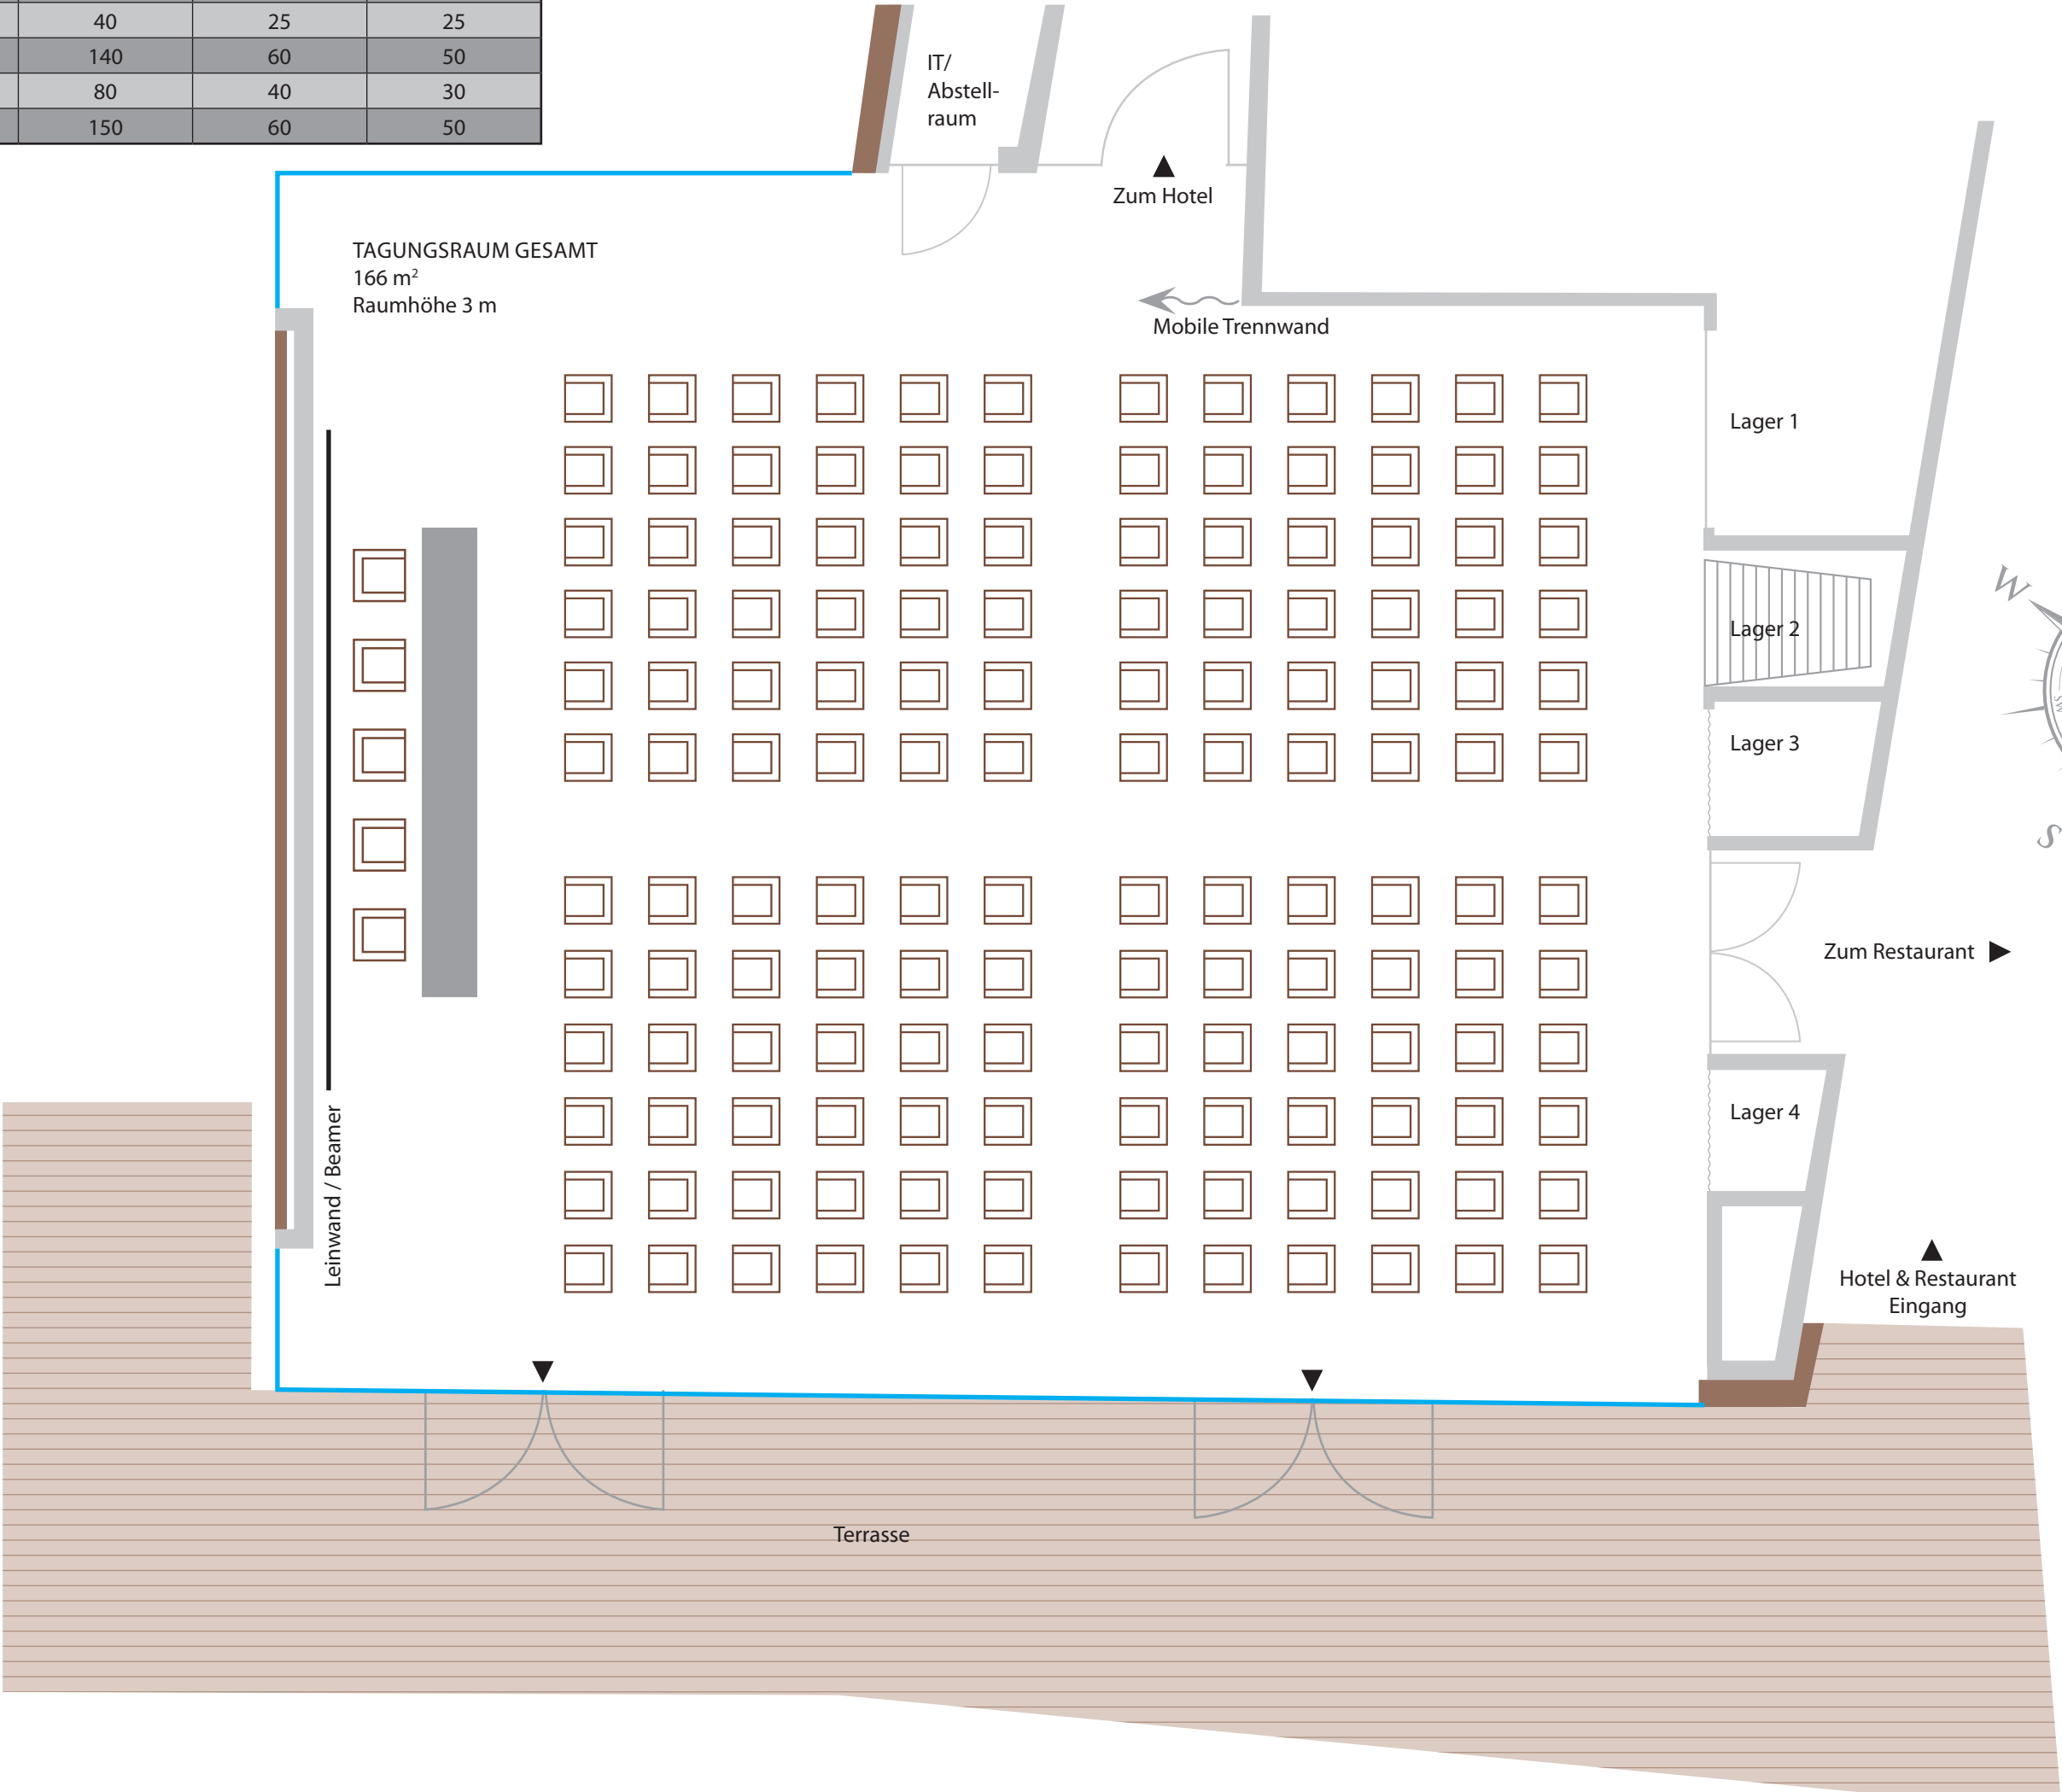 40 25 25
140 60 50
80 40 30
150 60 50
IT/
Abstell-
raum
Zum Hotel
TAGUNGSRAUM GESAMT
166 m²
Raumhöhe 3 m
Mobile Trennwand
Lager 1
W
Lager 2
SW
Lager 3
S
Zum Restaurant
Lager 4
Leinwand / Beamer
Hotel & Restaurant
Eingang
Terrasse